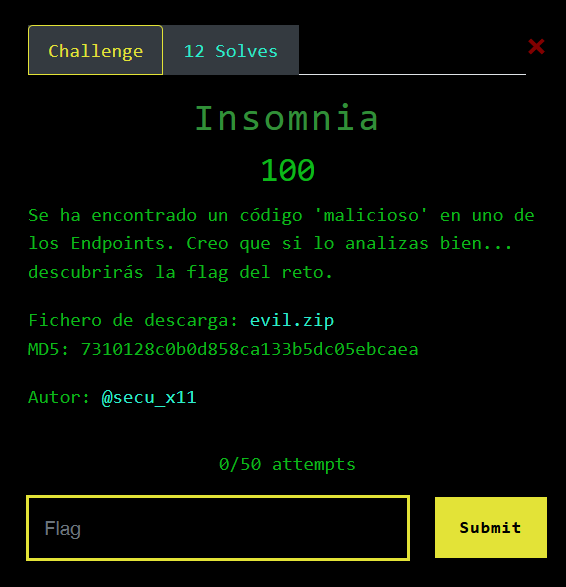 Challenge
12 Solves
×
Insomnia
100
Se ha encontrado un código 'malicioso' en uno de
los Endpoints. Creo que si lo analizas bien...
descubrirás la flag del reto.
Fichero de descarga: evil.zip
MD5: 7310128c0b0d858ca133b5dc05ebcaea
Autor: @secu_x11
0/50 attempts
Flag
Submit